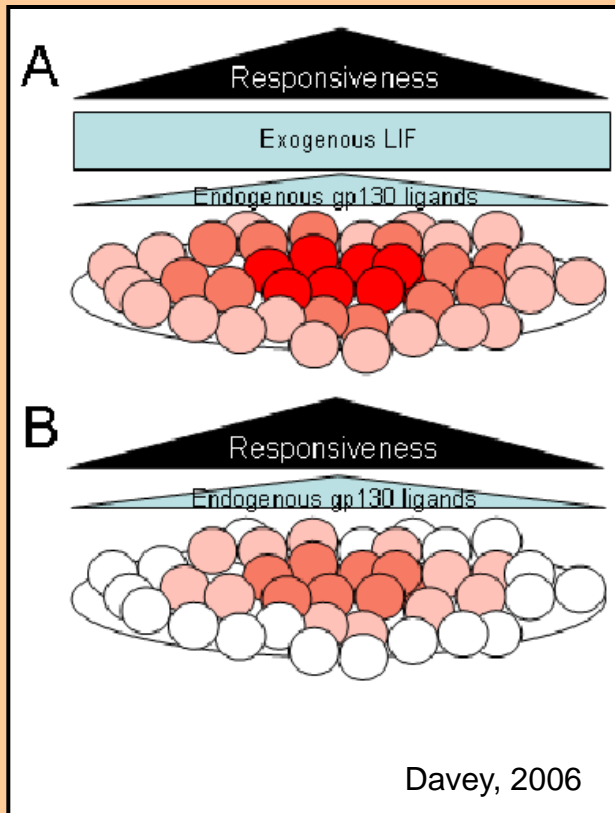 A
Responsiveness
Exogenous LIF
Endogenous gp130 ligands
B
Responsiveness
Endogenous gp130 ligands
Davey, 2006